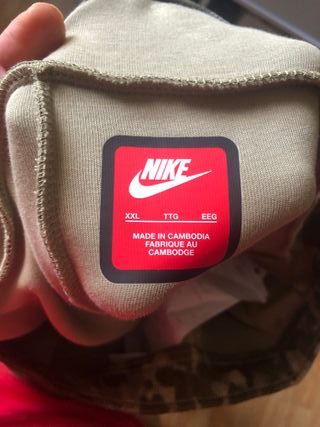 NIKE
XXL TTG EEG
MADE IN CAMBODIA
FABRIQUE AU
CAMBODGE